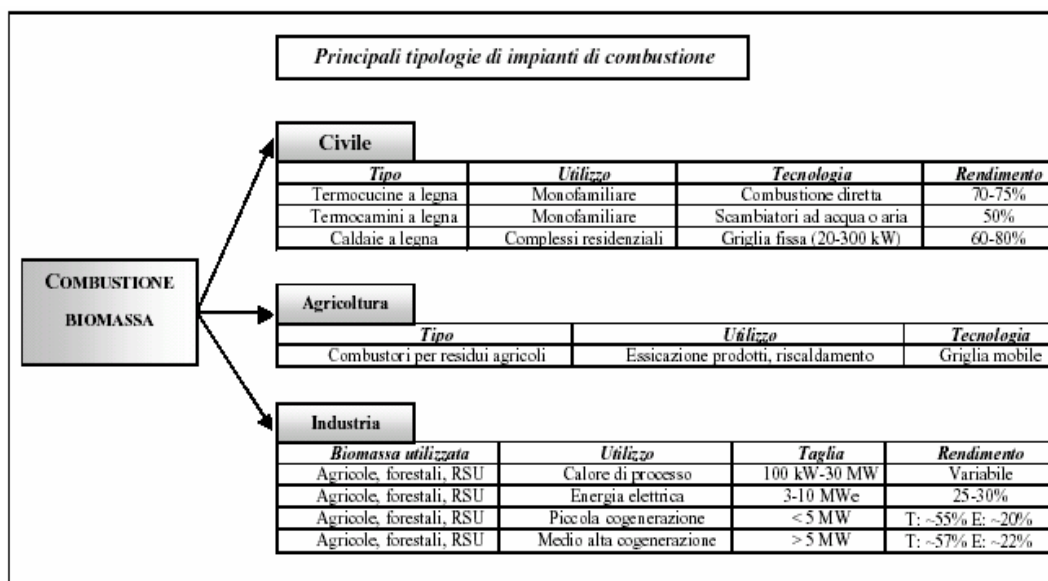 Principali tipologie di impianti di combustione
Civile
Tipo Utilizzo Tecnologia Rendimento
Termocucine a legna Monofamiliare Combustione diretta 70-75%
Termocamini a legna Monofamiliare Scambiatori ad acqua o aria 50%
Caldaie a legna Complessi residenziali Griglia fissa (20-300 kW) 60-80%
COMBUSTIONE
BIOMASSA
Agricoltura
Tipo Utilizzo Tecnologia
Combustori per residui agricoli Essicazione prodotti, riscaldamento Griglia mobile
Industria
Biomassa utilizzata Utilizzo Taglia Rendimento
Agricole, forestali, RSU Calore di processo 100 kW-30 MW Variabile
Agricole, forestali, RSU Energia elettrica 3-10 MWe 25-30%
Agricole, forestali, RSU Piccola cogenerazione < 5 MW T: ~55% E: ~20%
Agricole, forestali, RSU Medio alta cogenerazione > 5 MW T: ~57% E: ~22%